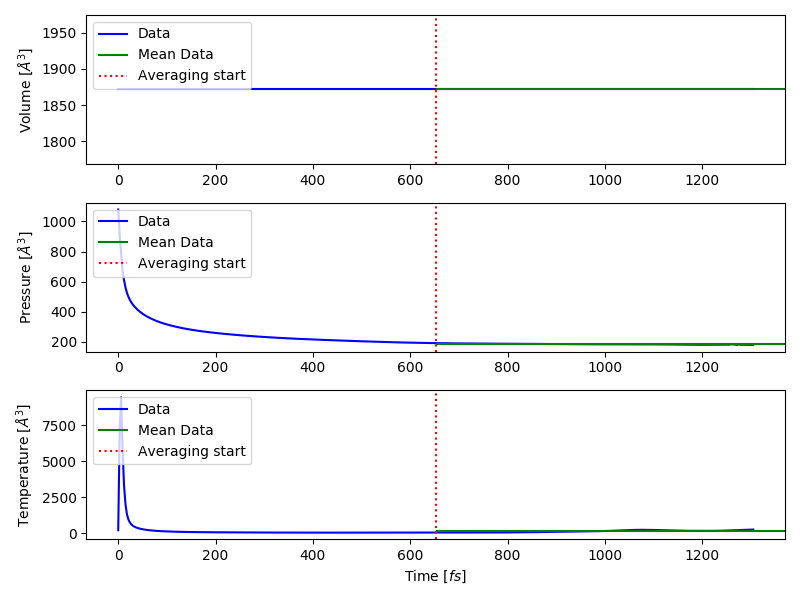 Volume [Å³]
1950
1900
1850
1800
Data
Mean Data
Averaging start
0 200 400 600 800 1000 1200
Pressure [Å³]
1000
800
600
400
200
Data
Mean Data
Averaging start
0 200 400 600 800 1000 1200
Temperature [Å³]
7500
5000
2500
0
Data
Mean Data
Averaging start
0 200 400 600 800 1000 1200
Time [fs]